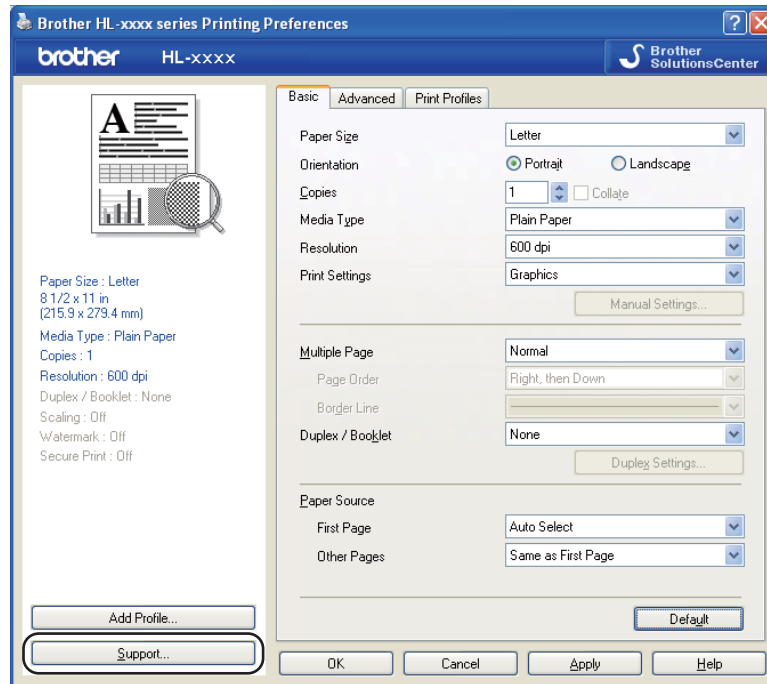 Brother HL-xxxx series Printing Preferences
brother HL-xxxx
Brother
SolutionsCenter
A
Paper Size : Letter
8 1/2 x 11 in
(215.9 x 279.4 mm)
Media Type : Plain Paper
Copies : 1
Resolution : 600 dpi
Duplex / Booklet : None
Scaling : Off
Watermark : Off
Secure Print : Off
Add Profile...
Support...
Basic Advanced Print Profiles
Paper Size Letter
Orientation Portrait Landscape
Copies 1 Collate
Media Type Plain Paper
Resolution 600 dpi
Print Settings Graphics
Manual Settings...
Multiple Page Normal
Page Order Right, then Down
Border Line
Duplex / Booklet None
Duplex Settings...
Paper Source
First Page Auto Select
Other Pages Same as First Page
Default
OK Cancel Apply Help